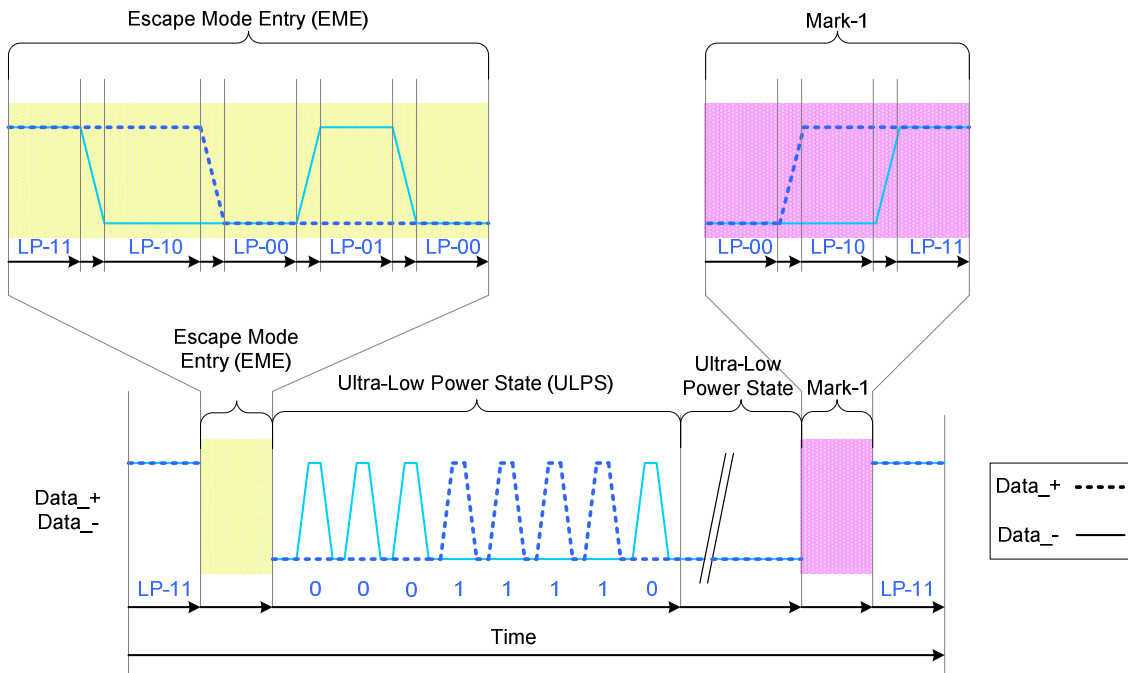 Escape Mode Entry (EME)
Mark-1
LP-11 LP-10 LP-00 LP-01 LP-00
LP-00 LP-10 LP-11
Escape Mode
Entry (EME)
Ultra-Low Power State (ULPS)
Ultra-Low
Power State
Mark-1
Data_+
Data_-
Data_+
Data_-
LP-11 0 0 0 1 1 1 1 0 LP-11
Time